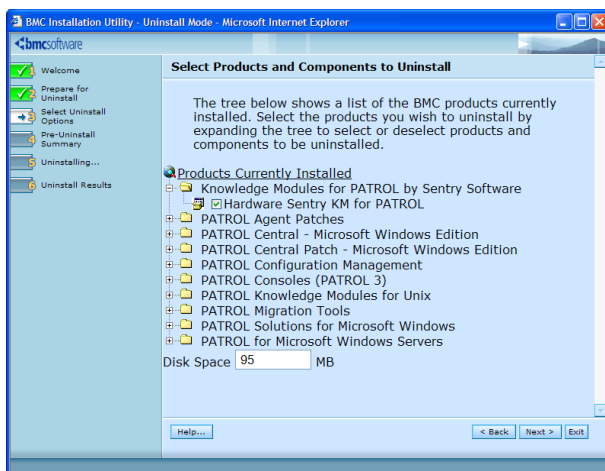 BMC Installation Utility - Uninstall Mode - Microsoft Internet Explorer
bmcsoftware
1 Welcome
2 Prepare for
Uninstall
3 Select Uninstall
Options
4 Pre-Uninstall
Summary
5 Uninstalling...
6 Uninstall Results
Select Products and Components to Uninstall
The tree below shows a list of the BMC products currently
installed. Select the products you wish to uninstall by
expanding the tree to select or deselect products and
components to be uninstalled.
Products Currently Installed
Knowledge Modules for PATROL by Sentry Software
Hardware Sentry KM for PATROL
PATROL Agent Patches
PATROL Central - Microsoft Windows Edition
PATROL Central Patch - Microsoft Windows Edition
PATROL Configuration Management
PATROL Consoles (PATROL 3)
PATROL Knowledge Modules for Unix
PATROL Migration Tools
PATROL Solutions for Microsoft Windows
PATROL for Microsoft Windows Servers
Disk Space 95 MB
Help... < Back Next > Exit